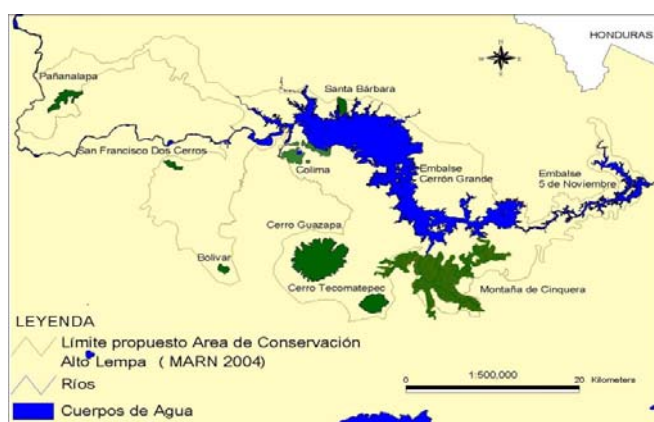 HONDURAS
Pañanalapa
Santa Bárbara
San Francisco Dos Cerros
Colima
Embalse
Cerrón Grande
Embalse
5 de Noviembre
Cerro Guazapa
Bolivar
Cerro Tecomatepec
Montaña de Cinquera
LEYENDA
Límite propuesto Area de Conservación
Alto Lempa ( MARN 2004)
Ríos
Cuerpos de Agua
1:500,000
0 20 Kilometers